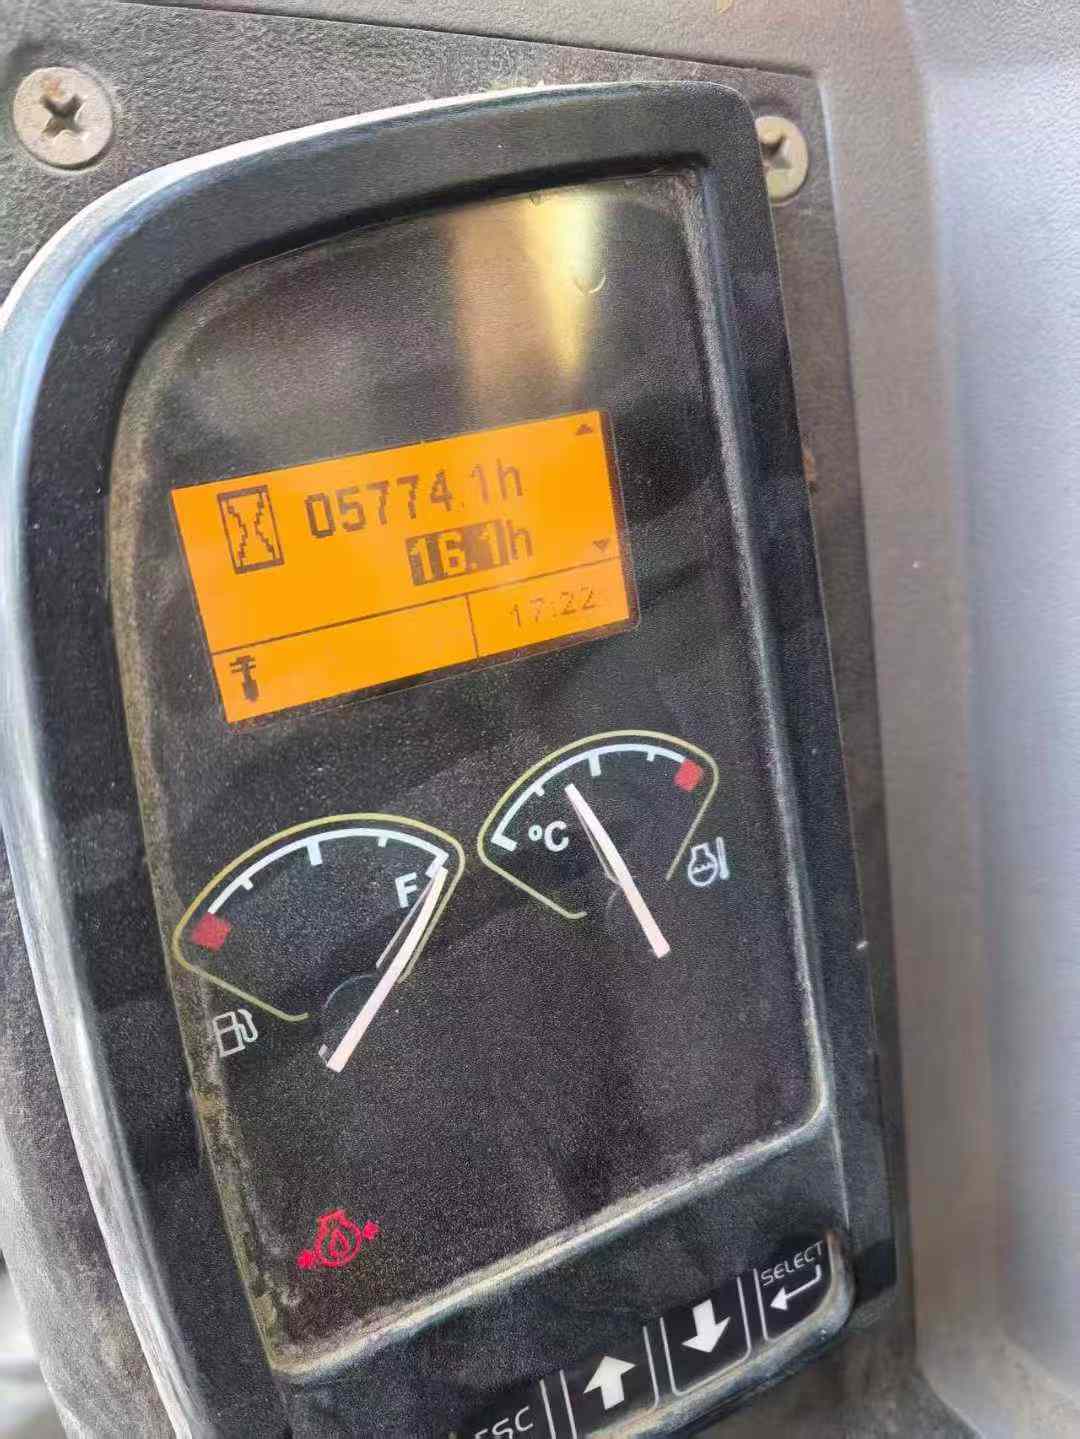 05774.1h
16.1h
17:22
°C
F
SELECT
ESC